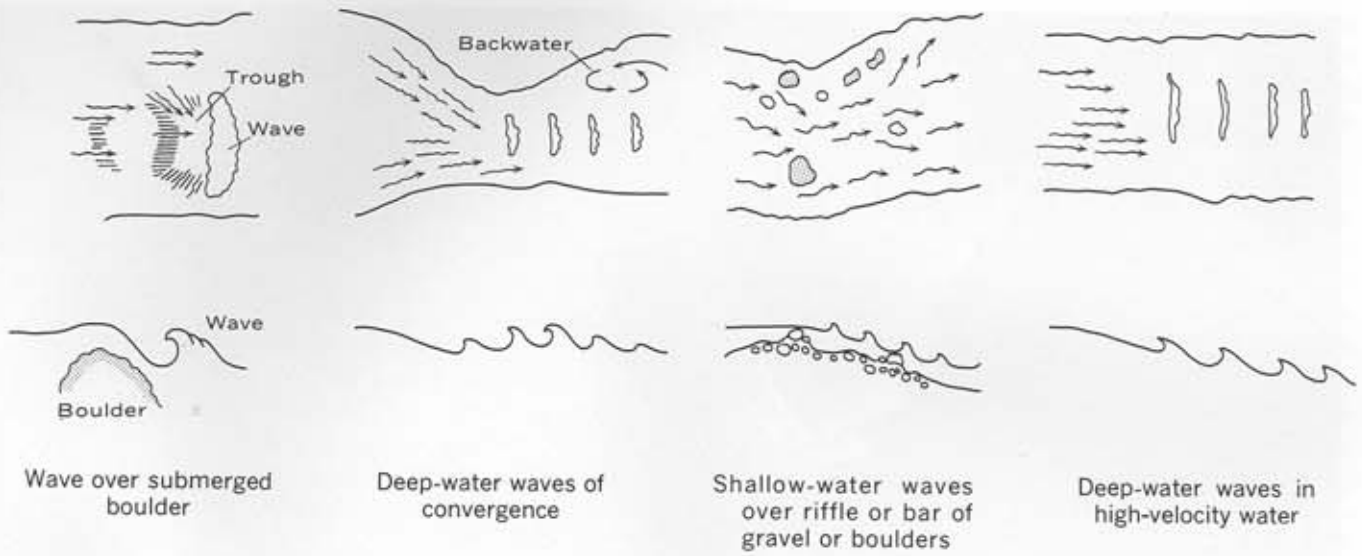 Trough
Wave
Backwater
Wave
Boulder
Wave over submerged
boulder
Deep-water waves of
convergence
Shallow-water waves
over riffle or bar of
gravel or boulders
Deep-water waves in
high-velocity water